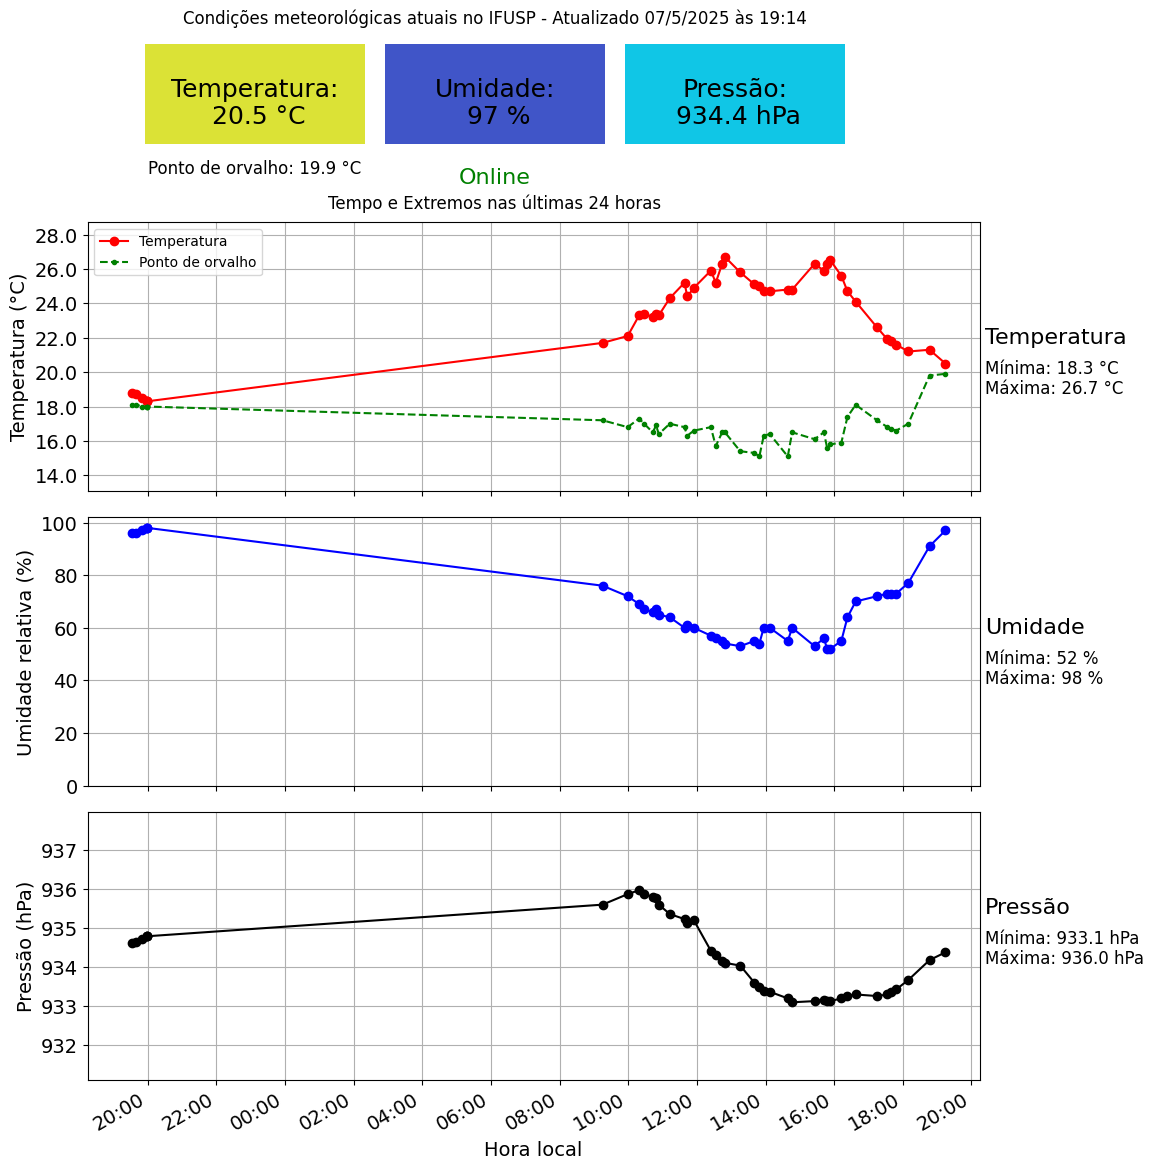 Condições meteorológicas atuais no IFUSP - Atualizado 07/5/2025 às 19:14
Temperatura:
20.5 °C
Umidade:
97 %
Pressão:
934.4 hPa
Ponto de orvalho: 19.9 °C
Online
Tempo e Extremos nas últimas 24 horas
Temperatura (°C)
28.0
26.0
24.0
22.0
20.0
18.0
16.0
14.0
Temperatura
Ponto de orvalho
Temperatura
Mínima: 18.3 °C
Máxima: 26.7 °C
Umidade relativa (%)
100
80
60
40
20
0
Umidade
Mínima: 52 %
Máxima: 98 %
Pressão (hPa)
937
936
935
934
933
932
Pressão
Mínima: 933.1 hPa
Máxima: 936.0 hPa
20:00
22:00
00:00
02:00
04:00
06:00
08:00
10:00
12:00
14:00
16:00
18:00
20:00
Hora local